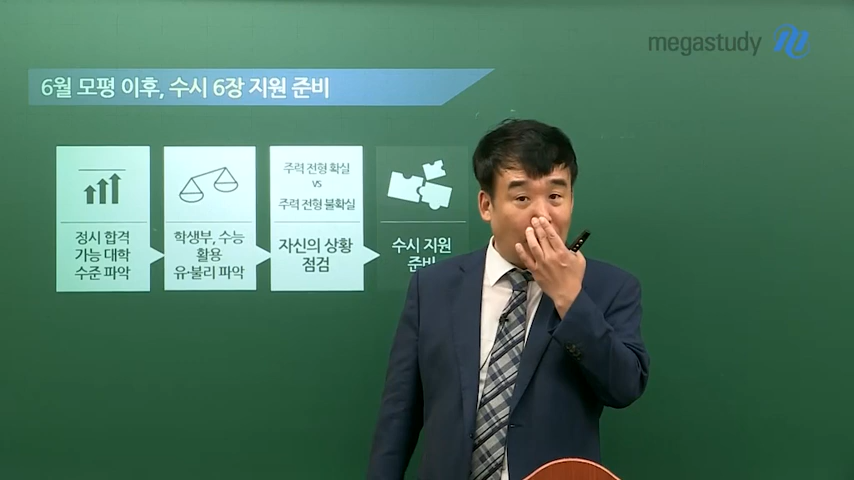 megastudy
6월 모평 이후, 수시 6장 지원 준비
정시 합격
가능 대학
수준 파악
학생부, 수능
활용
유·불리 파악
주력 전형 확실
vs
주력 전형 불확실
자신의 상황
점검
수시 지원
준비